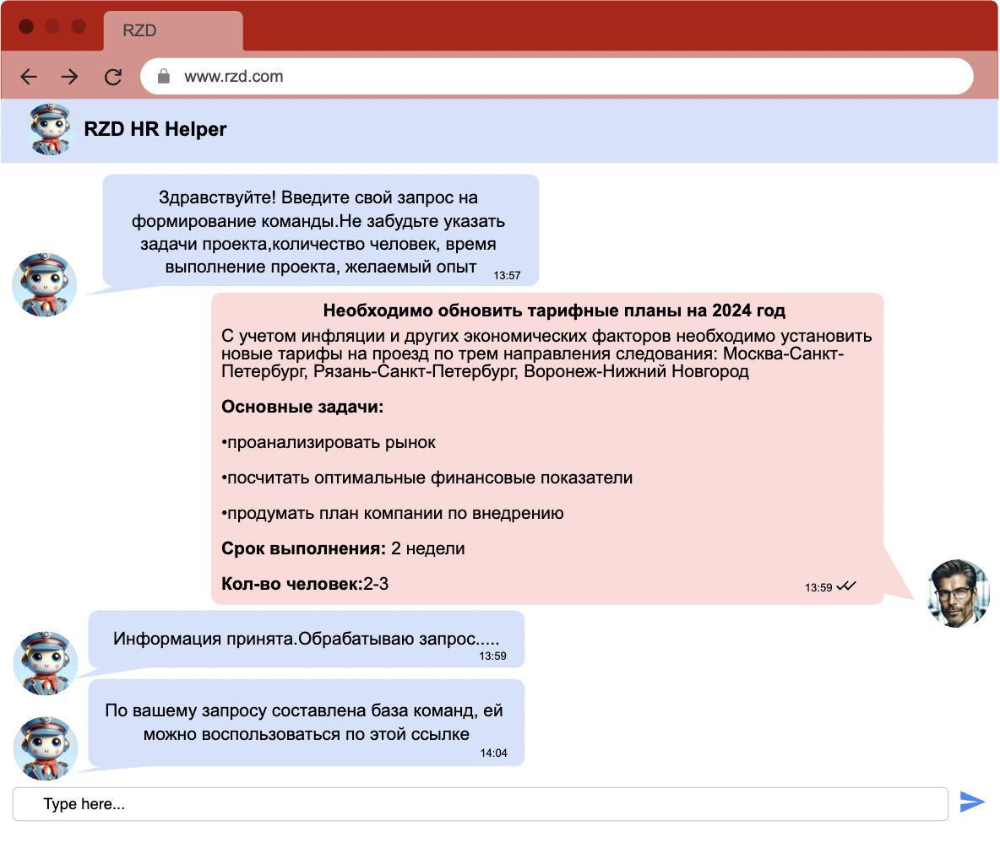 RZD
www.rzd.com
RZD HR Helper
Здравствуйте! Введите свой запрос на
формирование команды.Не забудьте указать
задачи проекта,количество человек, время
выполнение проекта, желаемый опыт
13:57
Необходимо обновить тарифные планы на 2024 год
С учетом инфляции и других экономических факторов необходимо установить
новые тарифы на проезд по трем направления следования: Москва-Санкт-
Петербург, Рязань-Санкт-Петербург, Воронеж-Нижний Новгород
Основные задачи:
•проанализировать рынок
•посчитать оптимальные финансовые показатели
•продумать план компании по внедрению
Срок выполнения: 2 недели
Кол-во человек:2-3
13:59
Информация принята.Обрабатываю запрос.....
13:59
По вашему запросу составлена база команд, ей
можно воспользоваться по этой ссылке
14:04
Type here...